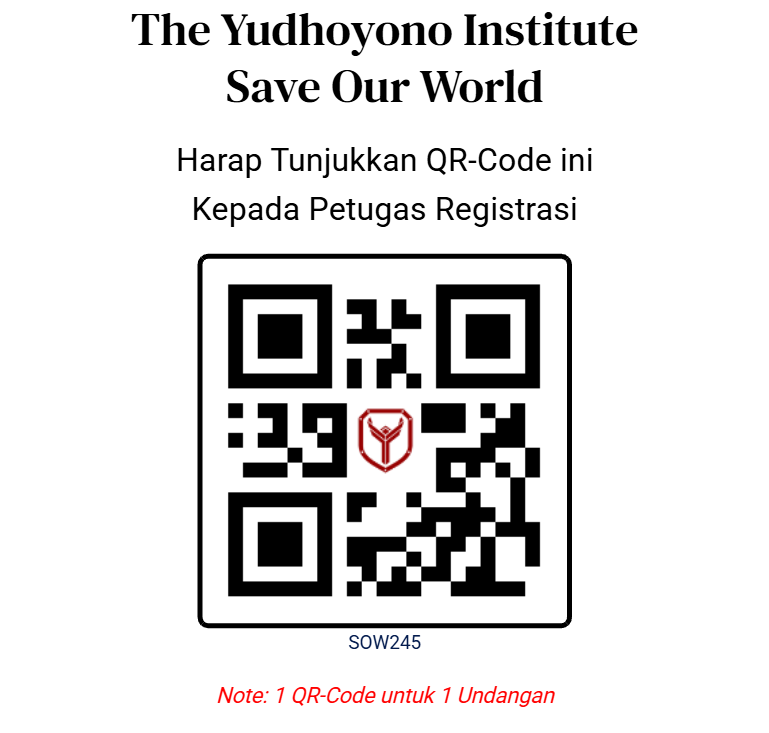 The Yudhoyono Institute
Save Our World
Harap Tunjukkan QR-Code ini
Kepada Petugas Registrasi
SOW245
Note: 1 QR-Code untuk 1 Undangan